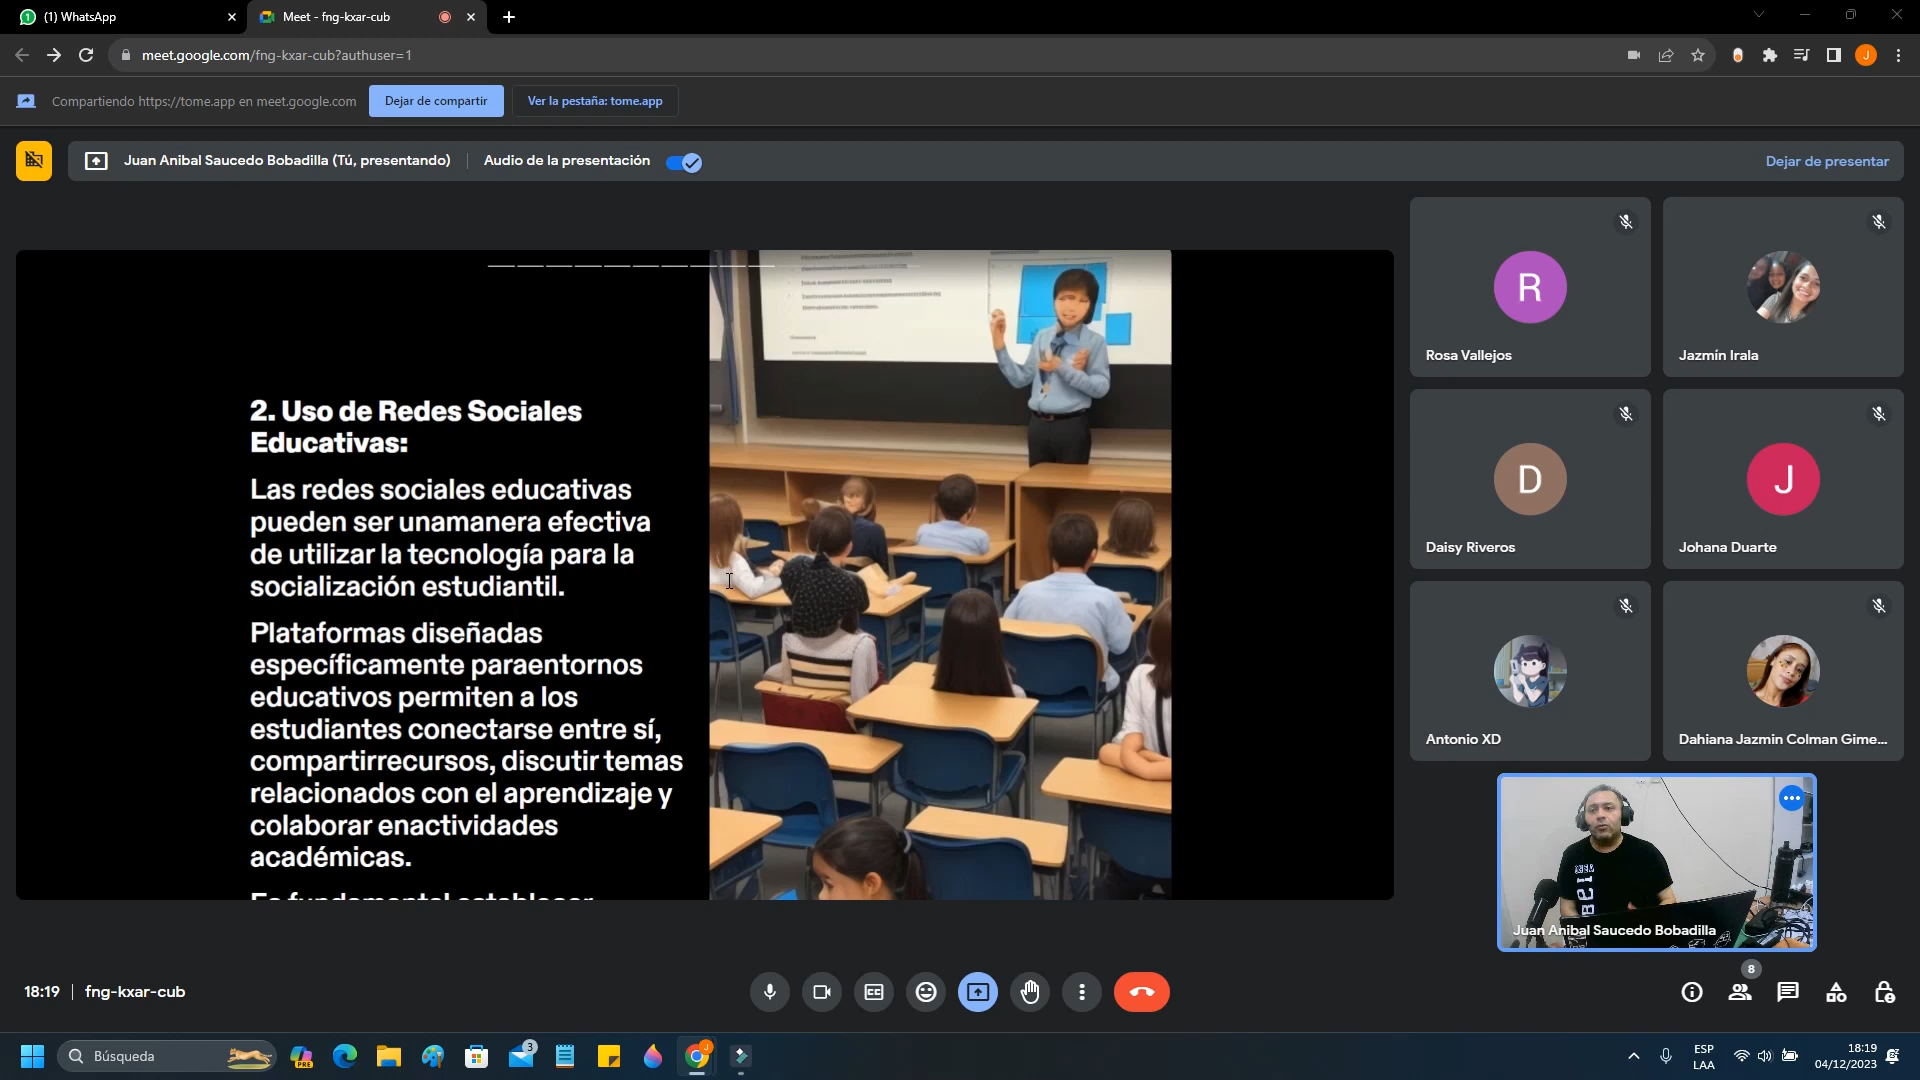 (1) WhatsApp
Meet - fng-kxar-cub
meet.google.com/fng-kxar-cub?authuser=1
J
Compartiendo https://tome.app en meet.google.com
Dejar de compartir
Ver la pestaña: tome.app
Juan Anibal Saucedo Bobadilla (Tú, presentando)
Audio de la presentación
Dejar de presentar
2. Uso de Redes Sociales
Educativas:
Las redes sociales educativas
pueden ser unamanera efectiva
de utilizar la tecnología para la
socialización estudiantil.
Plataformas diseñadas
específicamente paraentornos
educativos permiten a los
estudiantes conectarse entre sí,
compartirrecursos, discutir temas
relacionados con el aprendizaje y
colaborar enactividades
académicas.
Es fundamental establecer
R
Rosa Vallejos
Jazmín Irala
D
Daisy Riveros
J
Johana Duarte
Antonio XD
Dahiana Jazmin Colman Gime...
Juan Anibal Saucedo Bobadilla
18:19
fng-kxar-cub
8
Búsqueda
PRE
3
J
ESP
LAA
18:19
04/12/2023